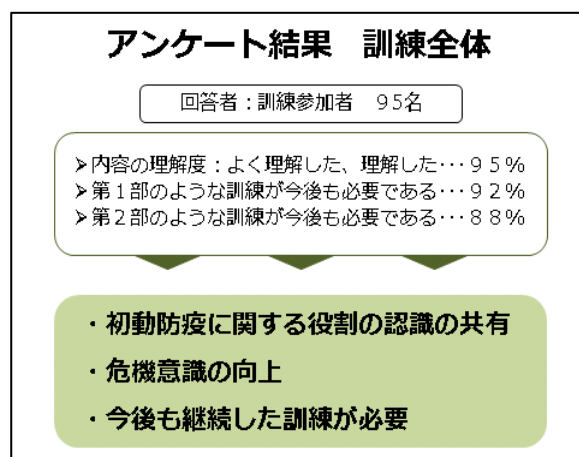 アンケート結果　訓練全体
回答者：訓練参加者　９５名
➢内容の理解度：よく理解した、理解した･･･９５％
➢第１部のような訓練が今後も必要である･･･９２％
➢第２部のような訓練が今後も必要である･･･８８％
・初動防疫に関する役割の認識の共有
・危機意識の向上
・今後も継続した訓練が必要